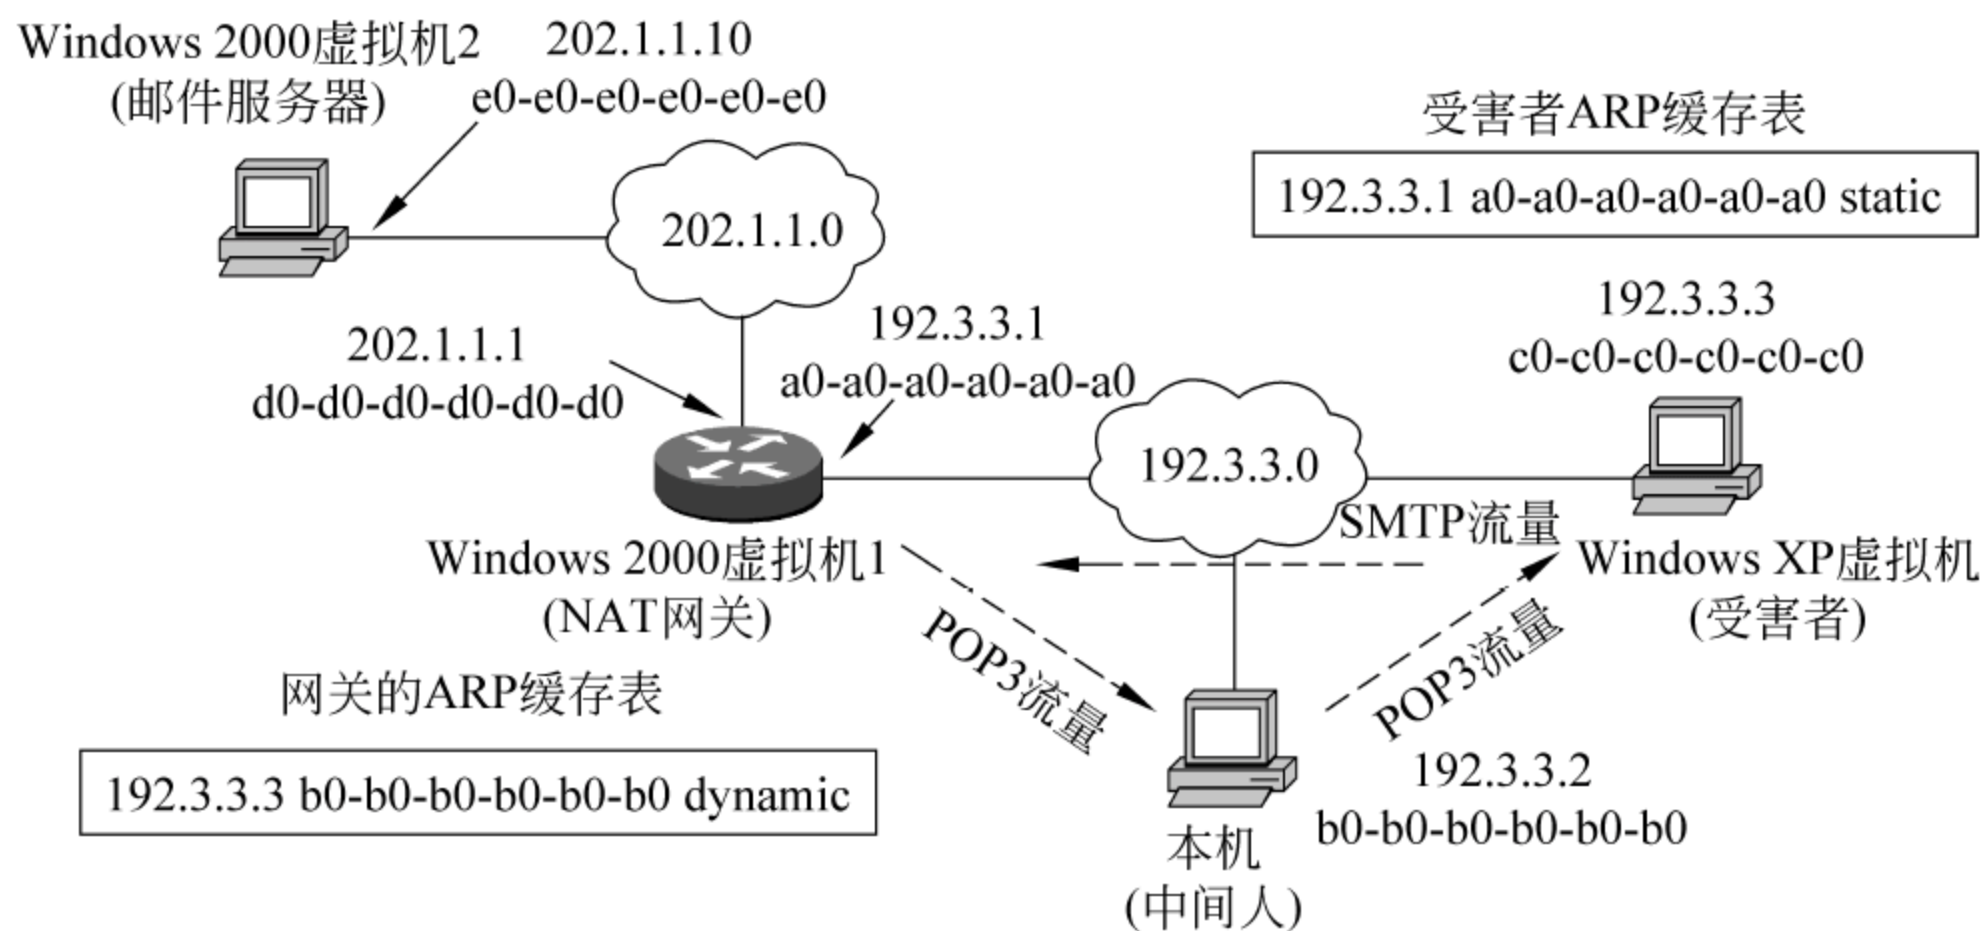 Windows 2000虚拟机2
(邮件服务器)
202.1.1.10
e0-e0-e0-e0-e0-e0
202.1.1.0
受害者ARP缓存表
192.3.3.1 a0-a0-a0-a0-a0-a0 static
192.3.3.3
c0-c0-c0-c0-c0-c0
202.1.1.1
d0-d0-d0-d0-d0-d0
192.3.3.1
a0-a0-a0-a0-a0-a0
192.3.3.0
SMTP流量
Windows 2000虚拟机1
(NAT网关)
Windows XP虚拟机
(受害者)
POP3流量
POP3流量
网关的ARP缓存表
192.3.3.3 b0-b0-b0-b0-b0-b0 dynamic
192.3.3.2
b0-b0-b0-b0-b0-b0
本机
(中间人)